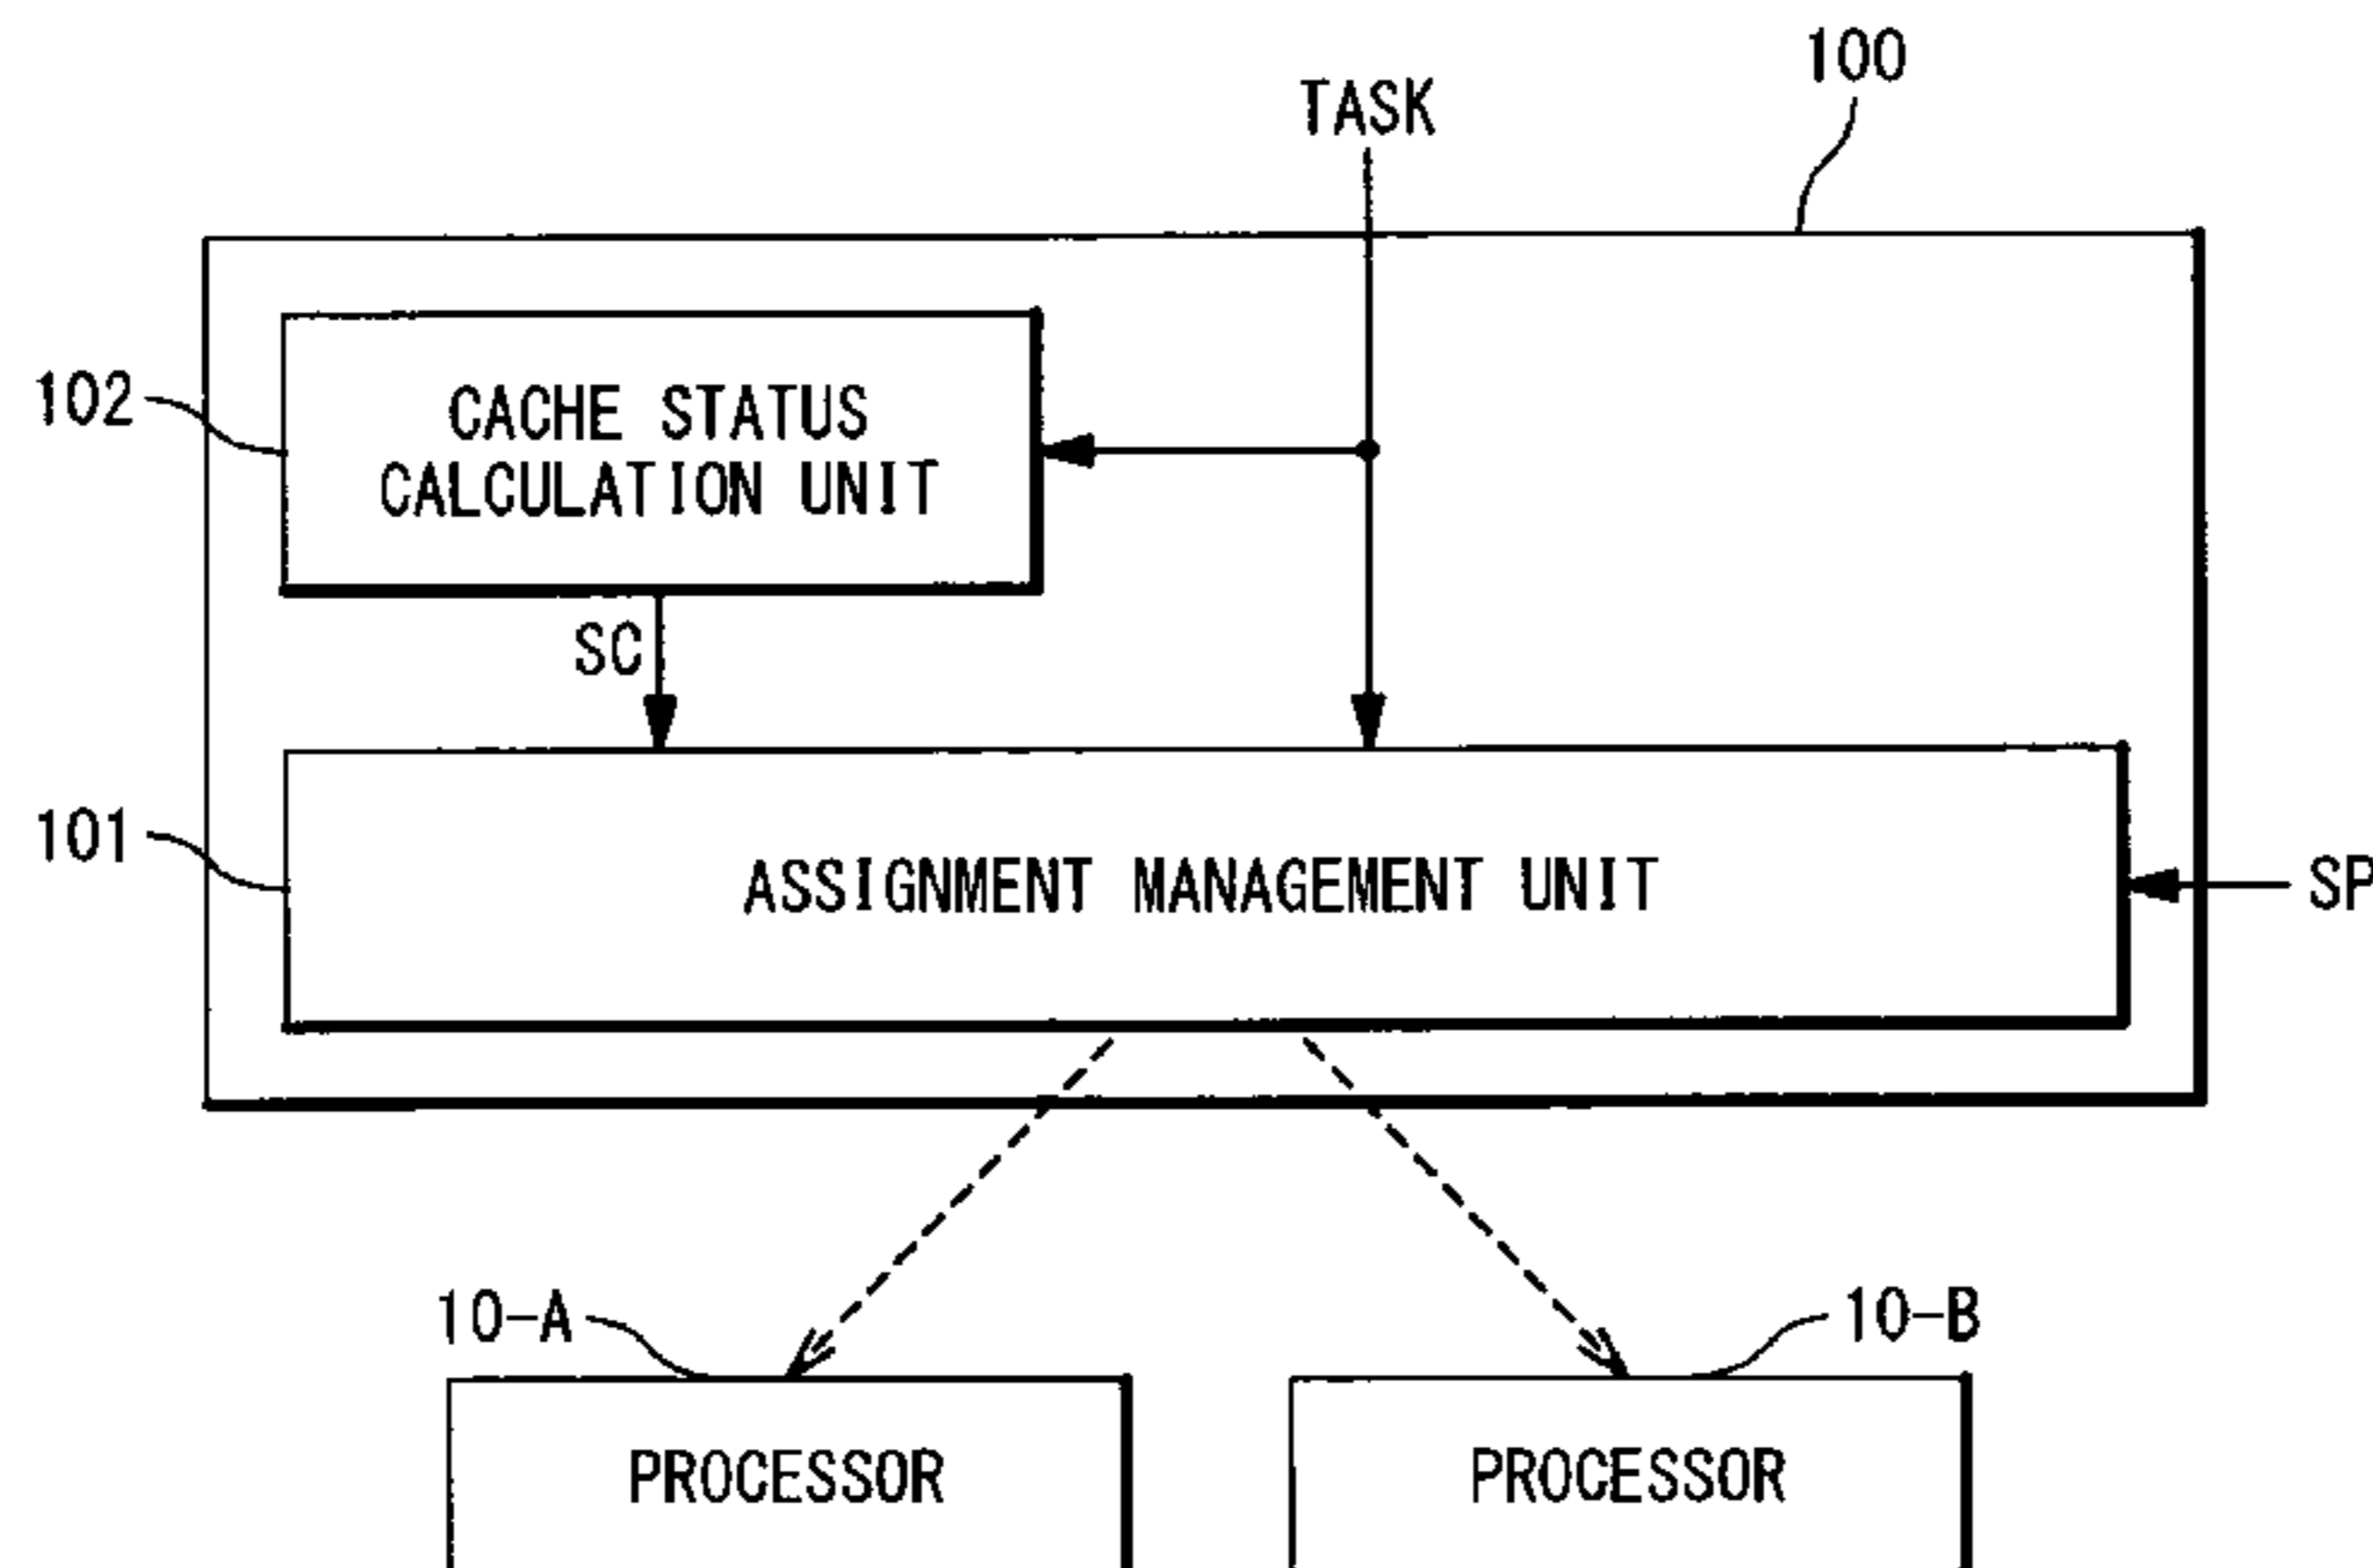 100
TASK
102
CACHE STATUS
CALCULATION UNIT
SC
101
ASSIGNMENT MANAGEMENT UNIT
SP
10-A
10-B
PROCESSOR
PROCESSOR